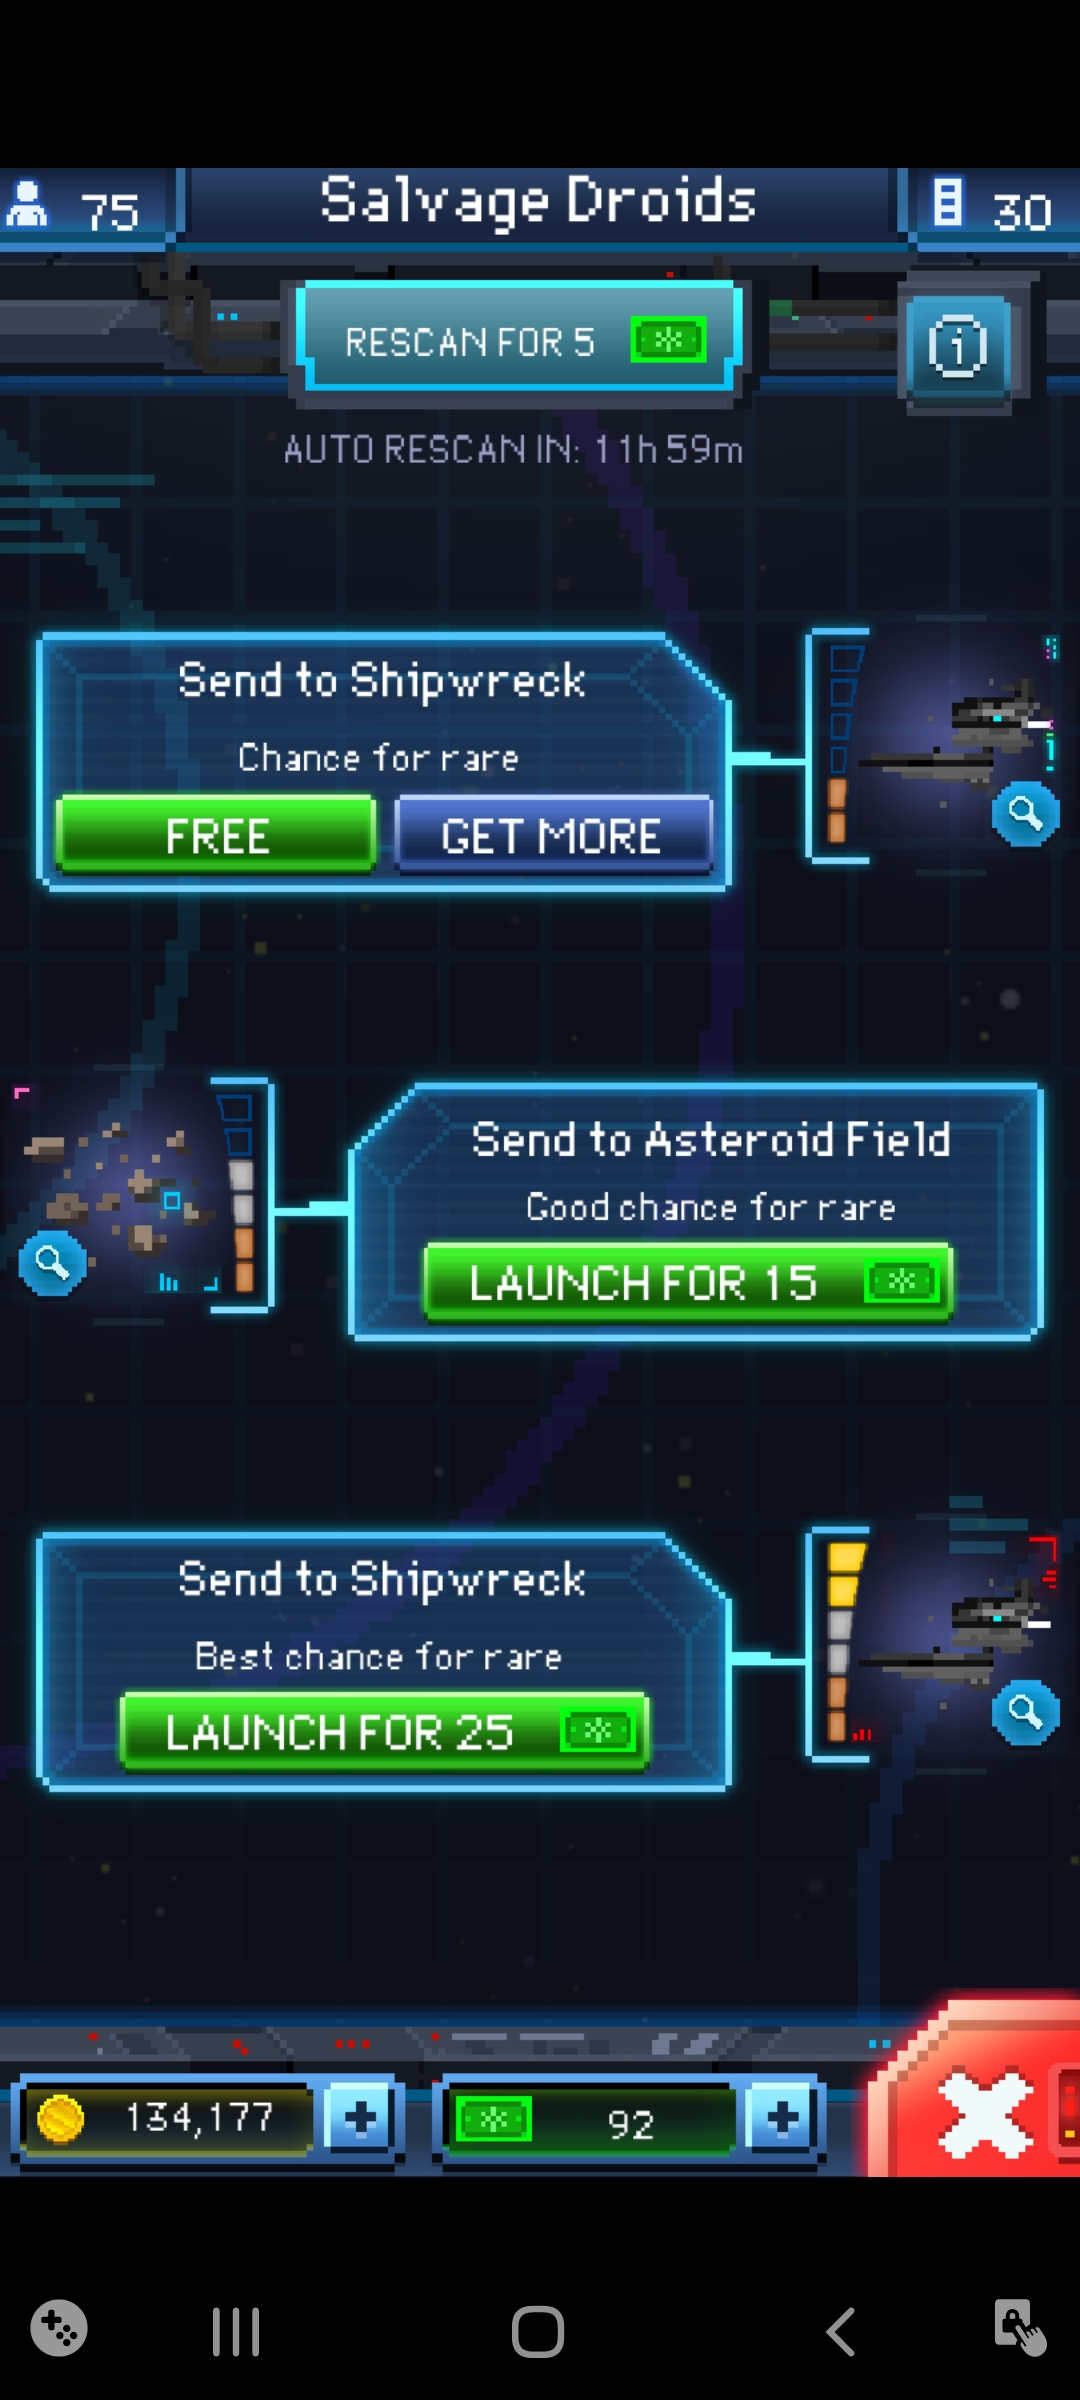 75
Salvage Droids
30
RESCAN FOR 5
i
AUTO RESCAN IN: 11h 59m
Send to Shipwreck
Chance for rare
FREE
GET MORE
Send to Asteroid Field
Good chance for rare
LAUNCH FOR 15
Send to Shipwreck
Best chance for rare
LAUNCH FOR 25
134,177
92